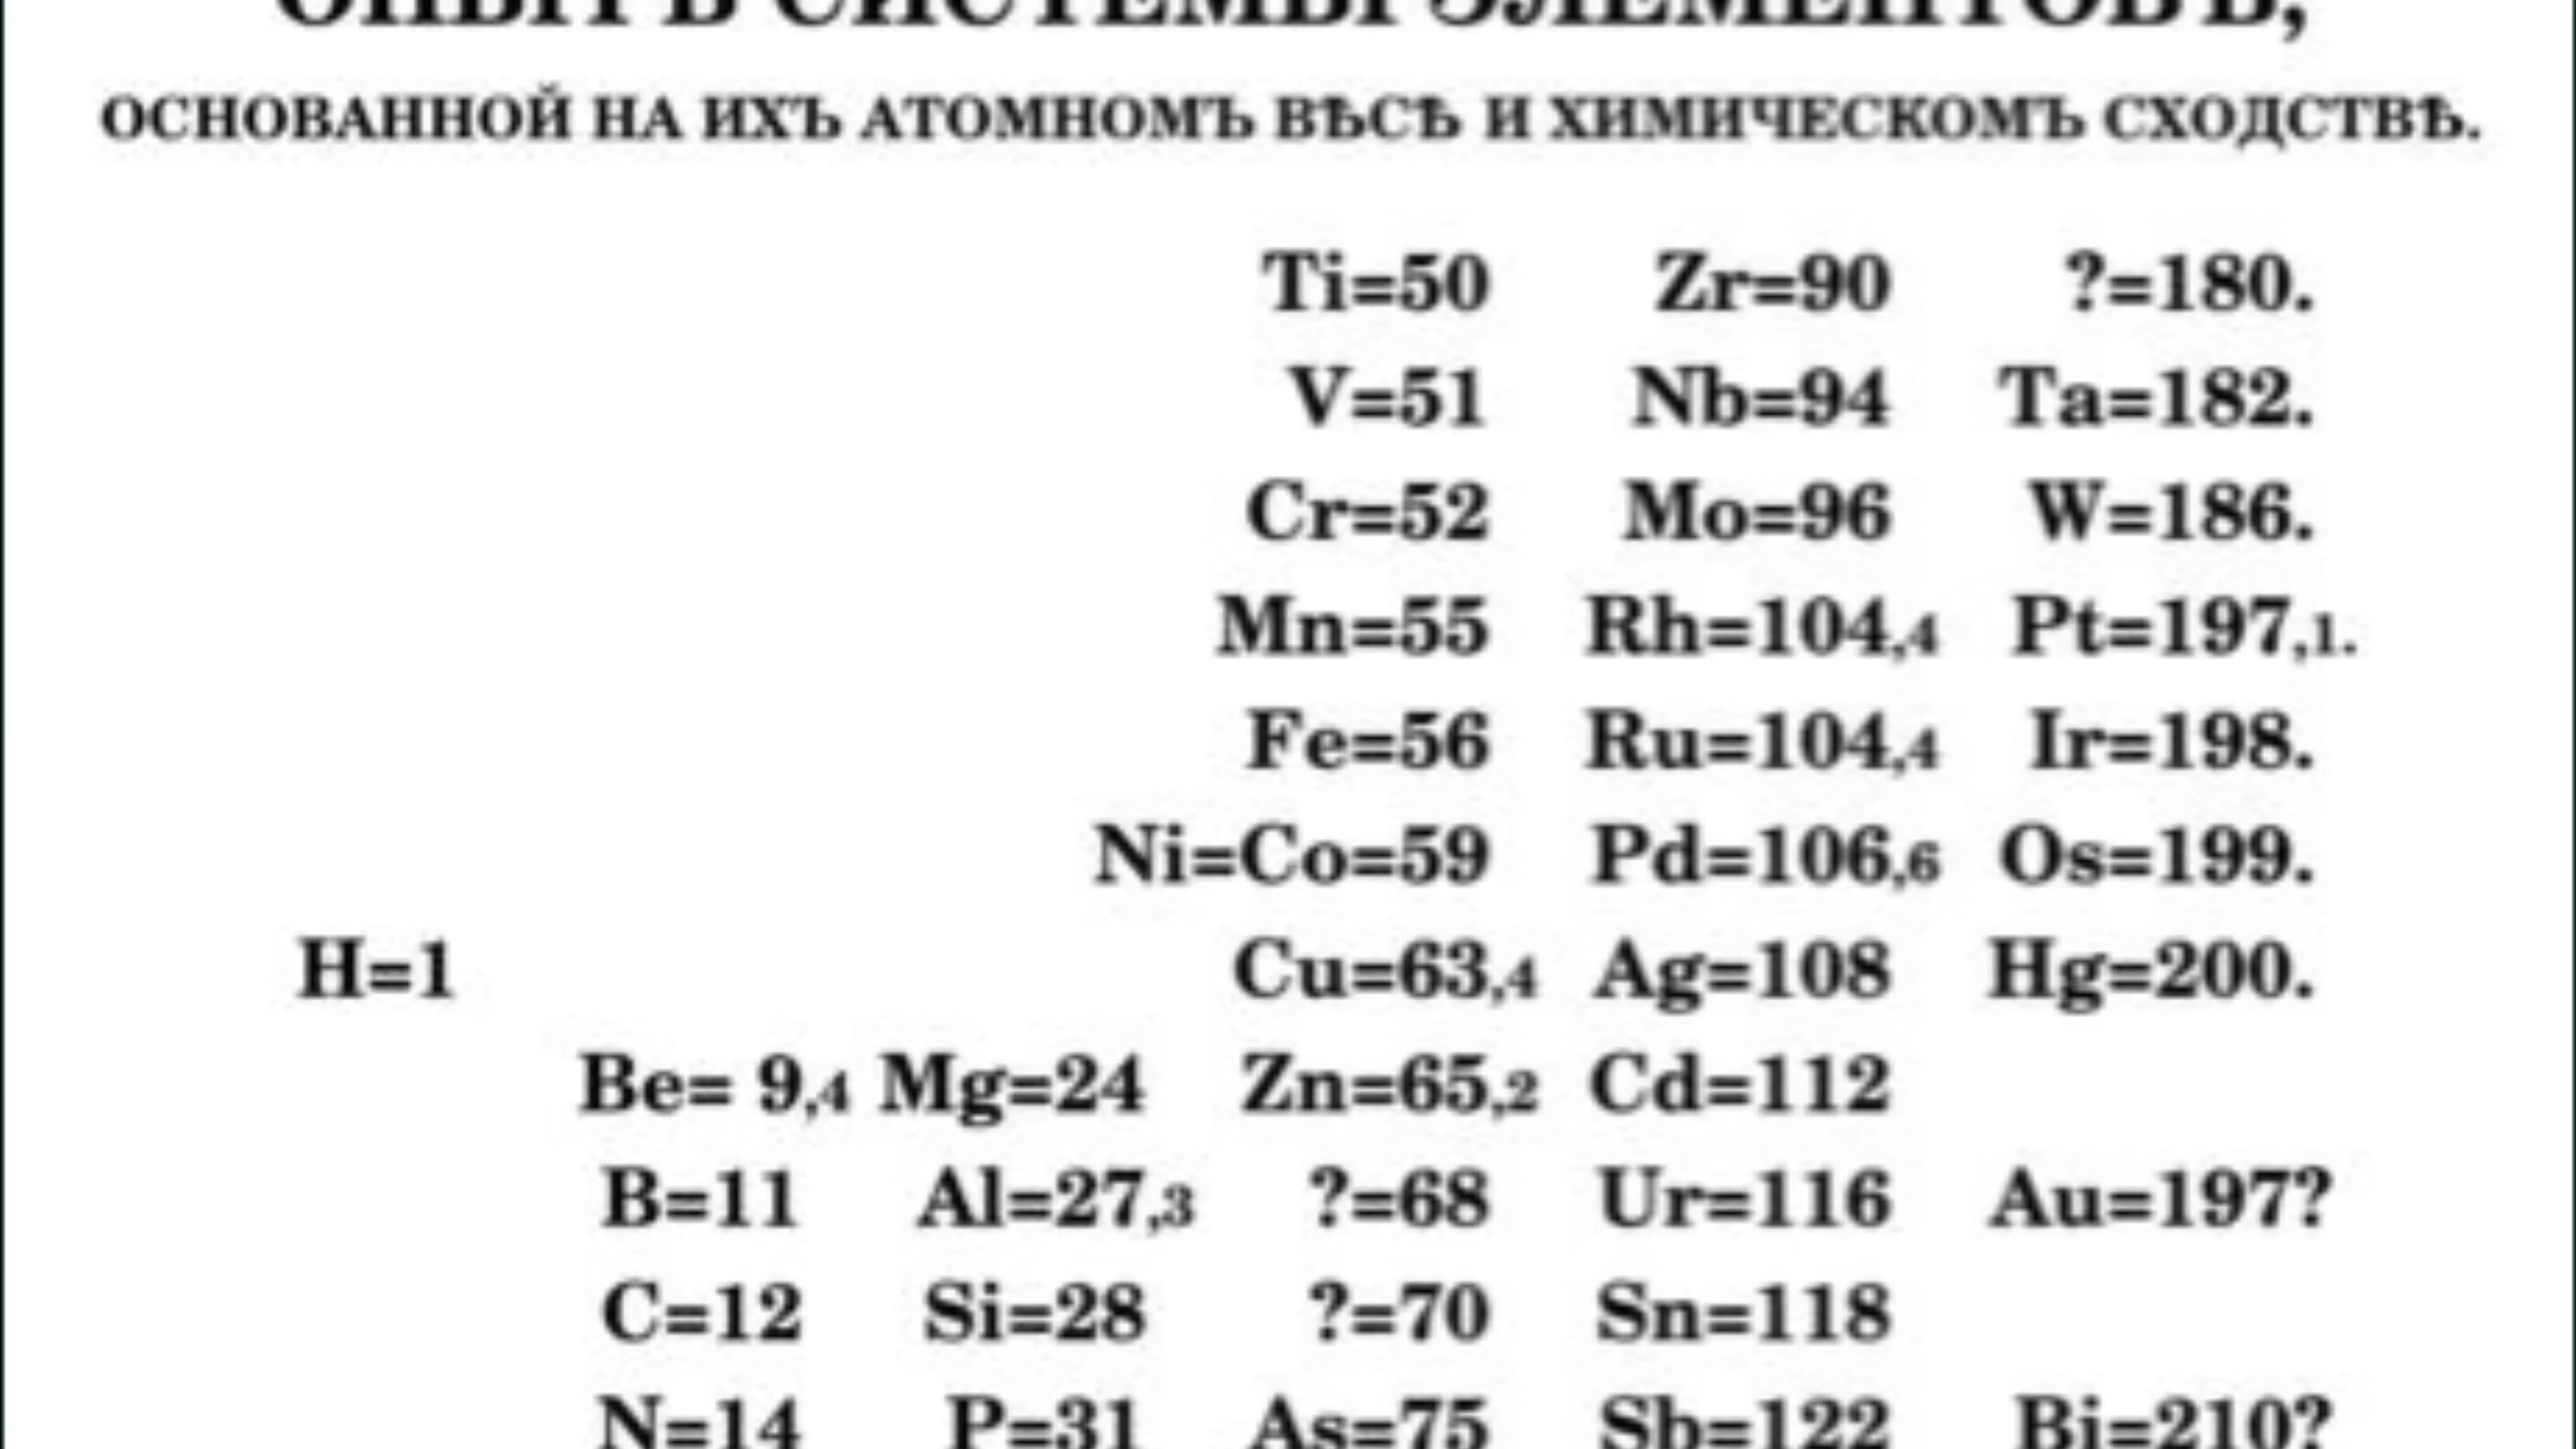 ОПЫТЪ СИСТЕМЫ ЭЛЕМЕНТОВЪ,
ОСНОВАННОЙ НА ИХЪ АТОМНОМЪ ВѢСѢ И ХИМИЧЕСКОМЪ СХОДСТВѢ.
Ti=50 Zr=90 ?=180.
V=51 Nb=94 Ta=182.
Cr=52 Mo=96 W=186.
Mn=55 Rh=104,4 Pt=197,1.
Fe=56 Ru=104,4 Ir=198.
Ni=Co=59 Pd=106,6 Os=199.
H=1 Cu=63,4 Ag=108 Hg=200.
Be= 9,4 Mg=24 Zn=65,2 Cd=112
B=11 Al=27,3 ?=68 Ur=116 Au=197?
C=12 Si=28 ?=70 Sn=118
N=14 P=31 As=75 Sb=122 Bi=210?